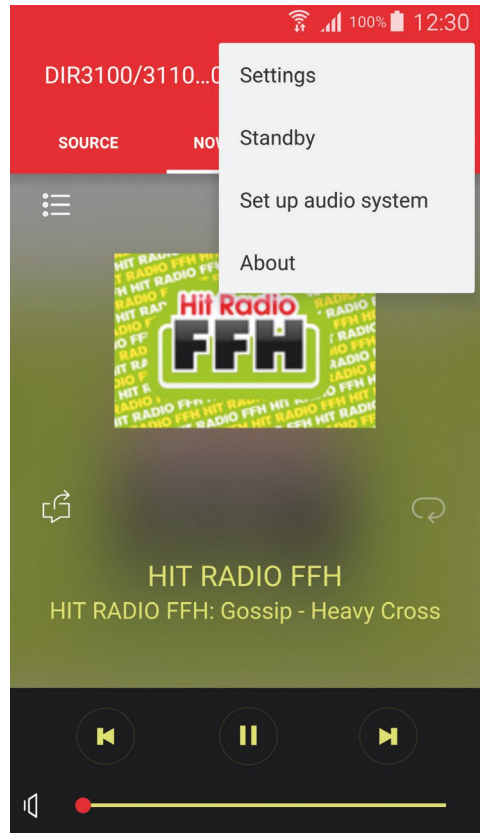 100% 12:30
DIR3100/3110...
Settings
SOURCE
NOW
Standby
Set up audio system
About
Hit Radio
FFH
HIT RADIO FFH
HIT RADIO FFH: Gossip - Heavy Cross